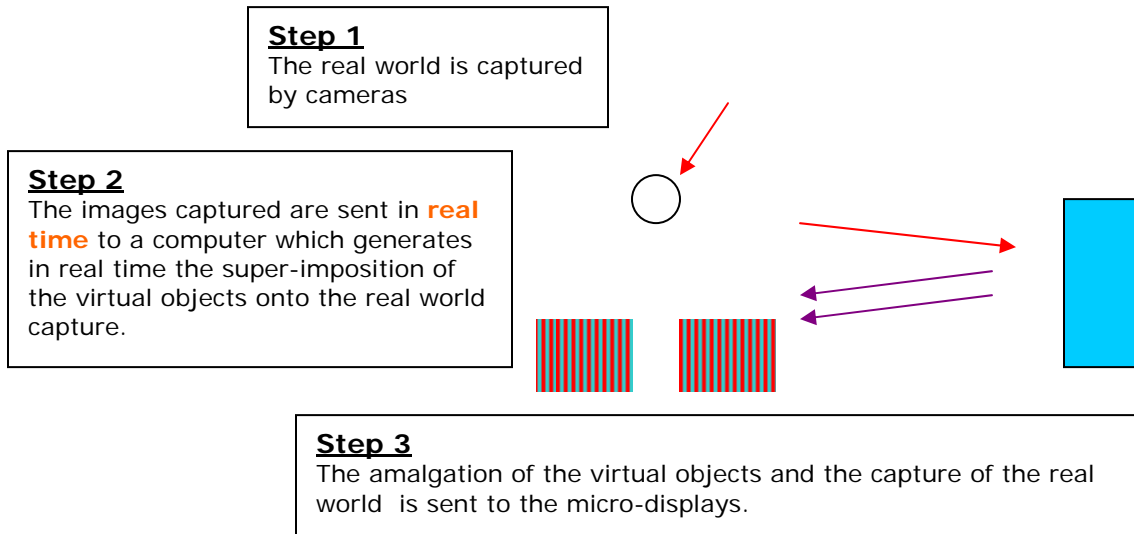 Step 1
The real world is captured
by cameras
Step 2
The images captured are sent in real
time to a computer which generates
in real time the super-imposition of
the virtual objects onto the real world
capture.
Step 3
The amalgation of the virtual objects and the capture of the real
world  is sent to the micro-displays.